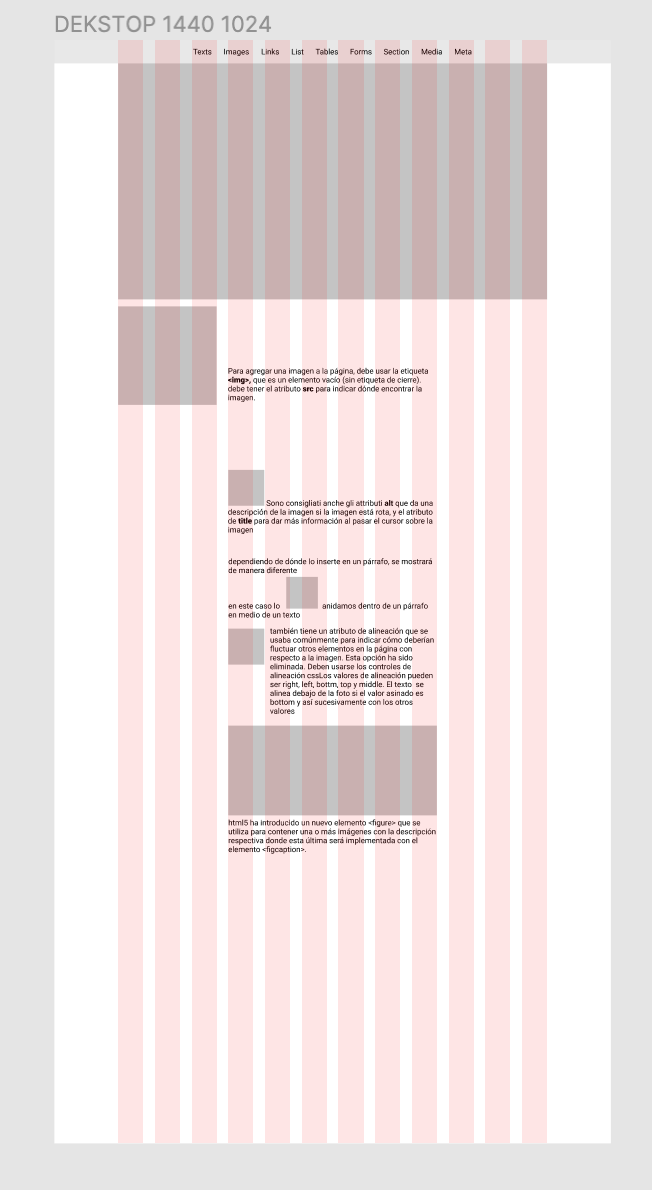 DEKSTOP 1440 1024
Texts Images Links List Tables Forms Section Media Meta
Para agregar una imagen a la página, debe usar la etiqueta
<img>, que es un elemento vacío (sin etiqueta de cierre).
debe tener el atributo src para indicar dónde encontrar la
imagen.
Sono consigliati anche gli attributi alt que da una
descripción de la imagen si la imagen está rota, y el atributo
de title para dar más información al pasar el cursor sobre la
imagen
dependiendo de dónde lo inserte en un párrafo, se mostrará
de manera diferente
en este caso lo anidamos dentro de un párrafo
en medio de un texto
también tiene un atributo de alineación que se
usaba comúnmente para indicar cómo deberían
fluctuar otros elementos en la página con
respecto a la imagen. Esta opción ha sido
eliminada. Deben usarse los controles de
alineación cssLos valores de alineación pueden
ser right, left, bottm, top y middle. El texto se
alinea debajo de la foto si el valor asinado es
bottom y así sucesivamente con los otros
valores
html5 ha introducido un nuevo elemento <figure> que se
utiliza para contener una o más imágenes con la descripción
respectiva donde esta última será implementada con el
elemento <figcaption>.